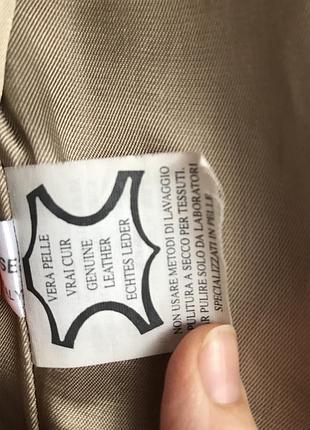 VERA PELLE
VRAI CUIR
GENUINE
LEATHER
ECHTES LEDER
NON USARE METODI DI LAVAGGIO
PULITURA A SECCO PER TESSUTI.
PULIRE SOLO DA LABORATORI
SPECIALIZZATI IN PELLE